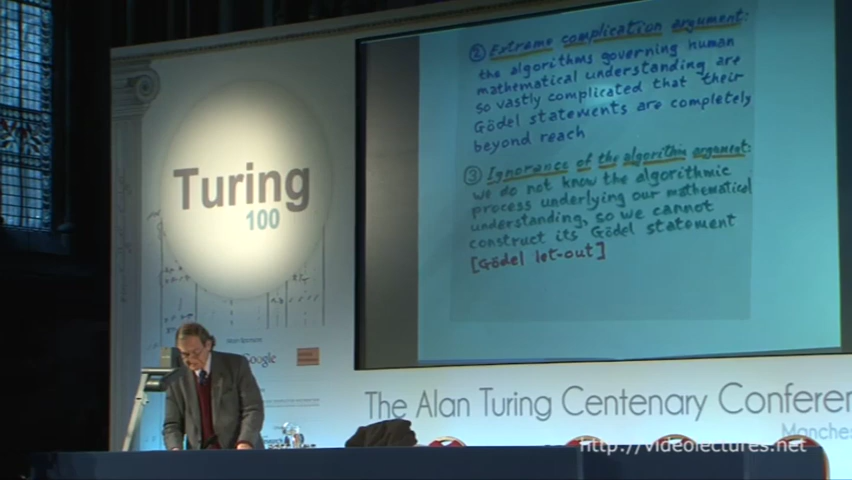 ② Extreme complication argument:
the algorithms governing human
mathematical understanding are
so vastly complicated that their
Gödel statements are completely
beyond reach
③ Ignorance of the algorithm argument:
we do not know the algorithmic
process underlying our mathematical
understanding, so we cannot
construct its Gödel statement
[Gödel let-out]
Turing
100
Google
The Alan Turing Centenary Conferen
Manches
http://videolectures.net